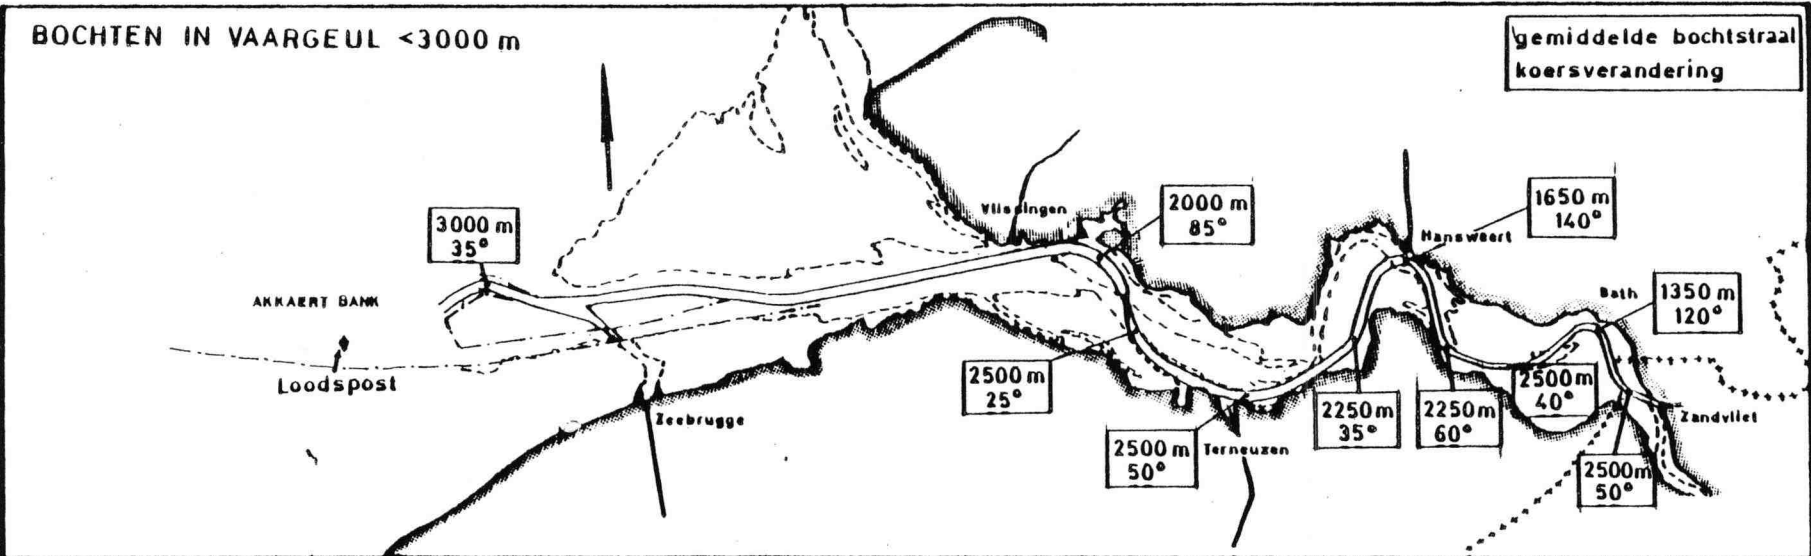 BOCHTEN IN VAARGEUL <3000 m
gemiddelde bochtstraal
koersverandering
3000 m
35°
AKKAERT BANK
Loodspost
Zeebrugge
Vlissingen
2000 m
85°
2500 m
25°
2500 m
50°
Terneuzen
2250 m
35°
2250 m
60°
Hansweert
1650 m
140°
2500 m
40°
Bath
1350 m
120°
Zandvliet
2500 m
50°